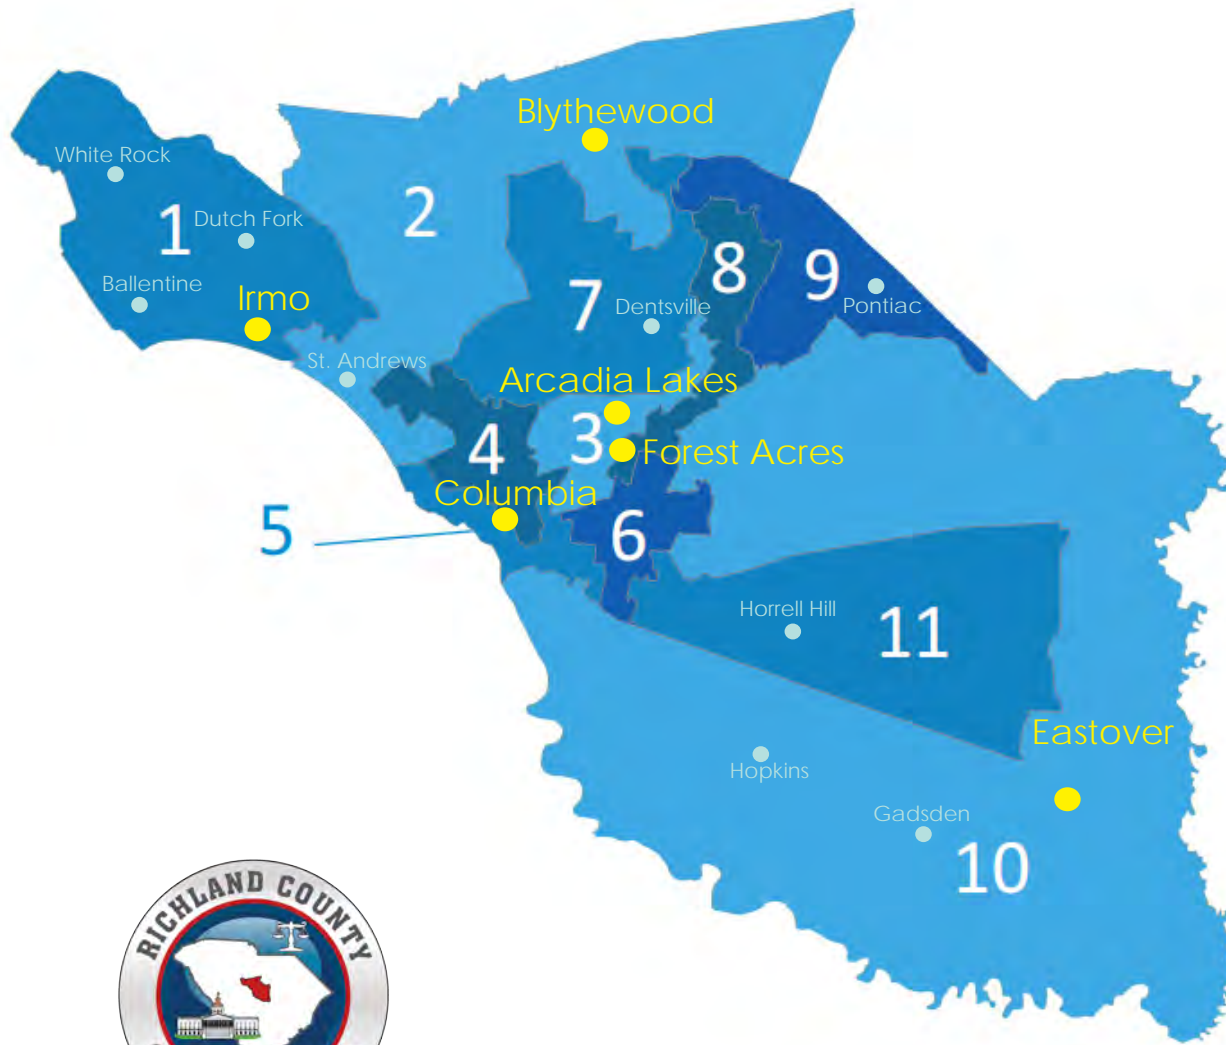 Blythewood
White Rock
2
1
Dutch Fork
8
9
Ballentine
Irmo
7
Dentsville
Pontiac
St. Andrews
Arcadia Lakes
3
4
Forest Acres
Columbia
5
6
Horrell Hill
11
Eastover
Hopkins
Gadsden
10
RICHLAND COUNTY